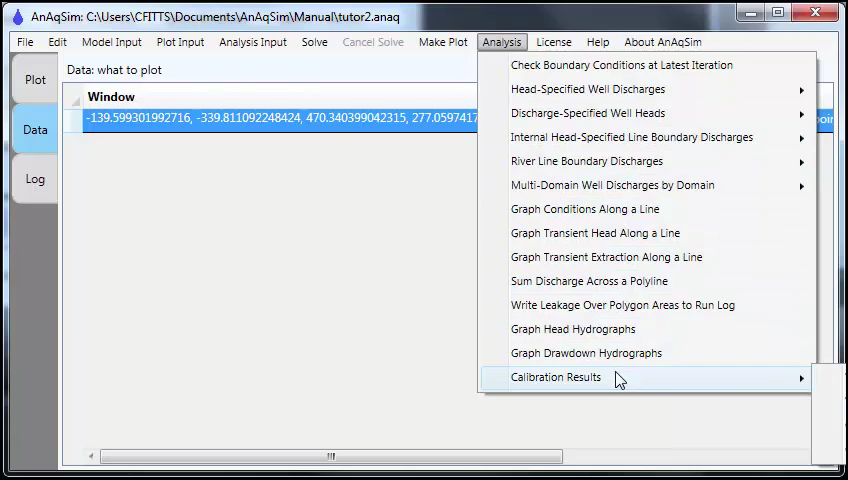 AnAqSim: C:\Users\CFITTS\Documents\AnAqSim\Manual\tutor2.anaq
File Edit Model Input Plot Input Analysis Input Solve Cancel Solve Make Plot Analysis License Help About AnAqSim
Plot
Data
Log
Data: what to plot
Window
-139.599301992716, -339.811092248424, 470.340399042315, 277.0597417
Check Boundary Conditions at Latest Iteration
Head-Specified Well Discharges
Discharge-Specified Well Heads
Internal Head-Specified Line Boundary Discharges
River Line Boundary Discharges
Multi-Domain Well Discharges by Domain
Graph Conditions Along a Line
Graph Transient Head Along a Line
Graph Transient Extraction Along a Line
Sum Discharge Across a Polyline
Write Leakage Over Polygon Areas to Run Log
Graph Head Hydrographs
Graph Drawdown Hydrographs
Calibration Results